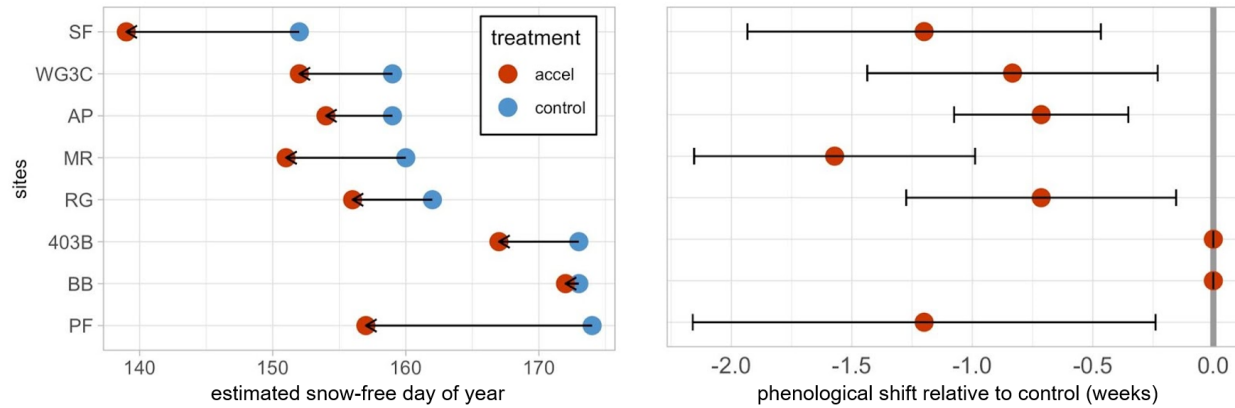 SF
WG3C
AP
MR
RG
403B
BB
PF
sites
treatment
accel
control
140
150
160
170
estimated snow-free day of year
-2.0
-1.5
-1.0
-0.5
0.0
phenological shift relative to control (weeks)